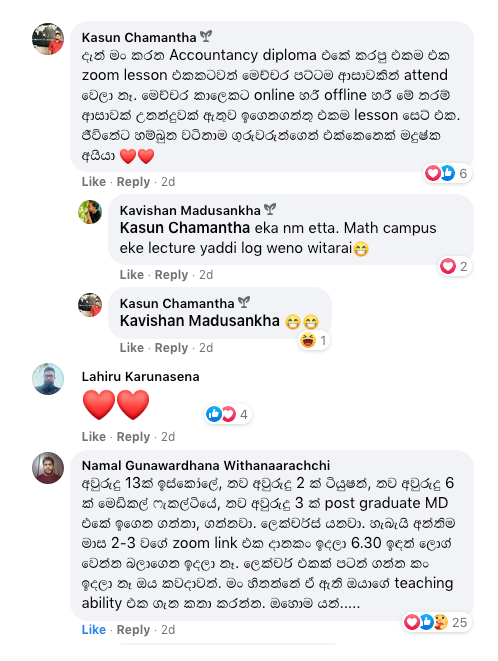 Kasun Chamantha
දැන් මං කරන Accountancy diploma එකේ කරපු එකම එක
zoom lesson එකකටවත් මෙච්චර පට්ටම ආසාවකින් attend
වෙලා නෑ. මෙච්චර කාලෙකට online හරී offline හරී මේ තරම්
ආසාවක් උනන්දුවක් ඇතුව ඉගෙනගත්තු එකම lesson සෙට් එක.
ජීවිතේට හම්බුන වටිනාම ගුරුවරුන්ගෙන් එක්කෙනෙක් මදුෂ්ක
අයියා ❤️❤️
6
Like · Reply · 2d
Kavishan Madusankha
Kasun Chamantha eka nm etta. Math campus
eke lecture yaddi log weno witarai😁
2
Like · Reply · 2d
Kasun Chamantha
Kavishan Madusankha 😁😁
1
Like · Reply · 2d
Lahiru Karunasena
❤️❤️
4
Like · Reply · 2d
Namal Gunawardhana Withanaarachchi
අවුරුදු 13ක් ඉස්කෝලේ, තව අවුරුදු 2 ක් ටියුෂන්, තව අවුරුදු 6
ක් මෙඩිකල් ෆැකල්ටියේ, තව අවුරුදු 3 ක් post graduate MD
එකේ ඉගෙන ගත්තා, ගන්නවා. ලෙක්චර්ස් යනවා. හැබැයි අන්තිම
මාස 2-3 වගේ zoom link එක දානකං ඉඳලා 6.30 ඉඳන් ලොග්
වෙන්න බලාගෙන ඉඳලා නෑ. ලෙක්චර් එකක් පටන් ගන්න කං
ඉඳලා නෑ ඔය කවදාවත්. මං හිතන්නේ ඒ ඇති ඔයාගේ teaching
ability එක ගැන කතා කරන්න. ඔහොම යන්.....
25
Like · Reply · 2d